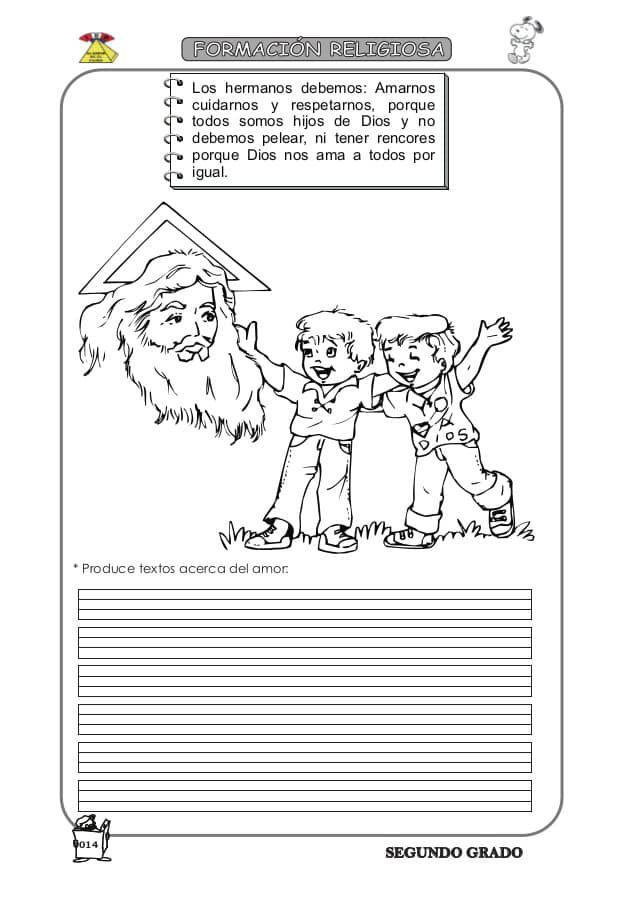 FORMACIÓN RELIGIOSA
Los hermanos debemos: Amarnos
cuidarnos y respetarnos, porque
todos somos hijos de Dios y no
debemos pelear, ni tener rencores
porque Dios nos ama a todos por
igual.
DIOS
* Produce textos acerca del amor:
014
SEGUNDO GRADO